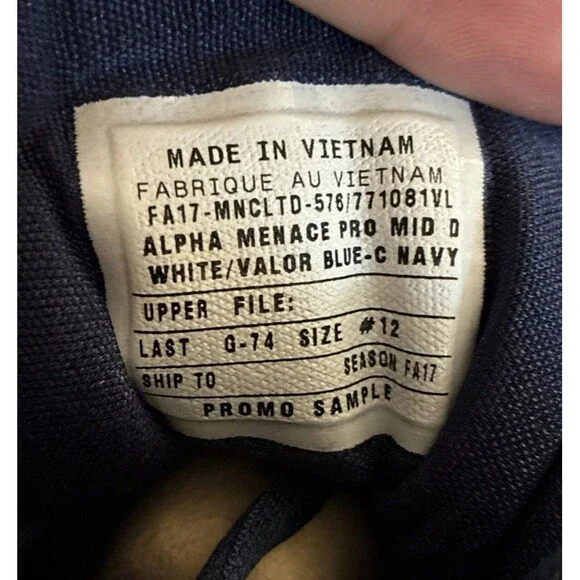 MADE IN VIETNAM
FABRIQUE AU VIETNAM
FA17-MNCLTD-576/771081VL
ALPHA MENACE PRO MID D
WHITE/VALOR BLUE-C NAVY
UPPER FILE:
LAST G-74 SIZE #12
SHIP TO SEASON FA17
PROMO SAMPLE